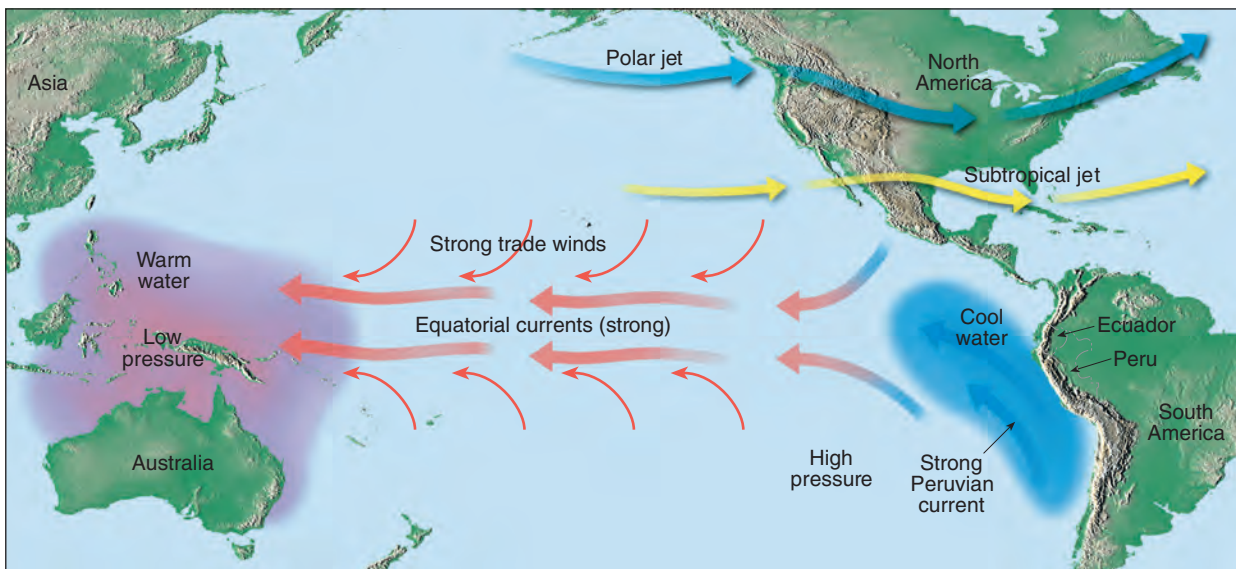 Polar jet
North
America
Asia
Subtropical jet
Strong trade winds
Warm
water
Equatorial currents (strong)
Cool
water
Ecuador
Low
pressure
Peru
South
America
Australia
High
pressure
Strong
Peruvian
current